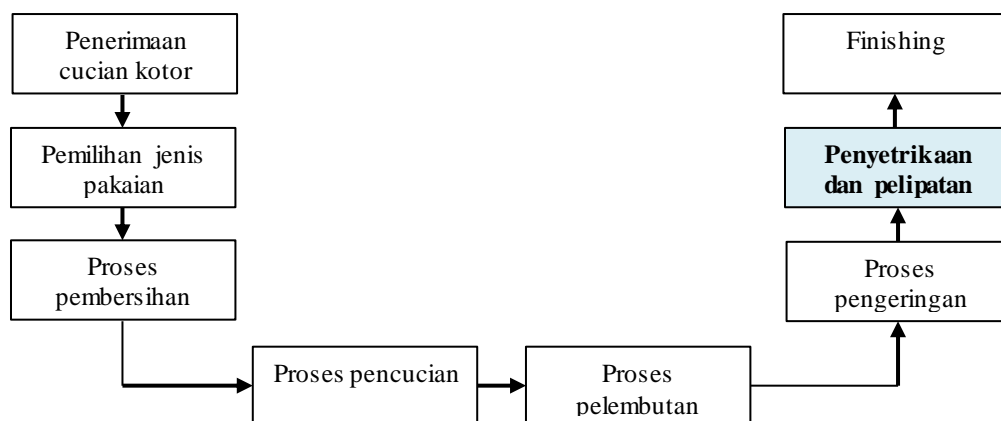 Penerimaan
cucian kotor
Pemilihan jenis
pakaian
Proses
pembersihan
Proses pencucian
Proses
pelembutan
Proses
pengeringan
Penyetrikaan
dan pelipatan
Finishing